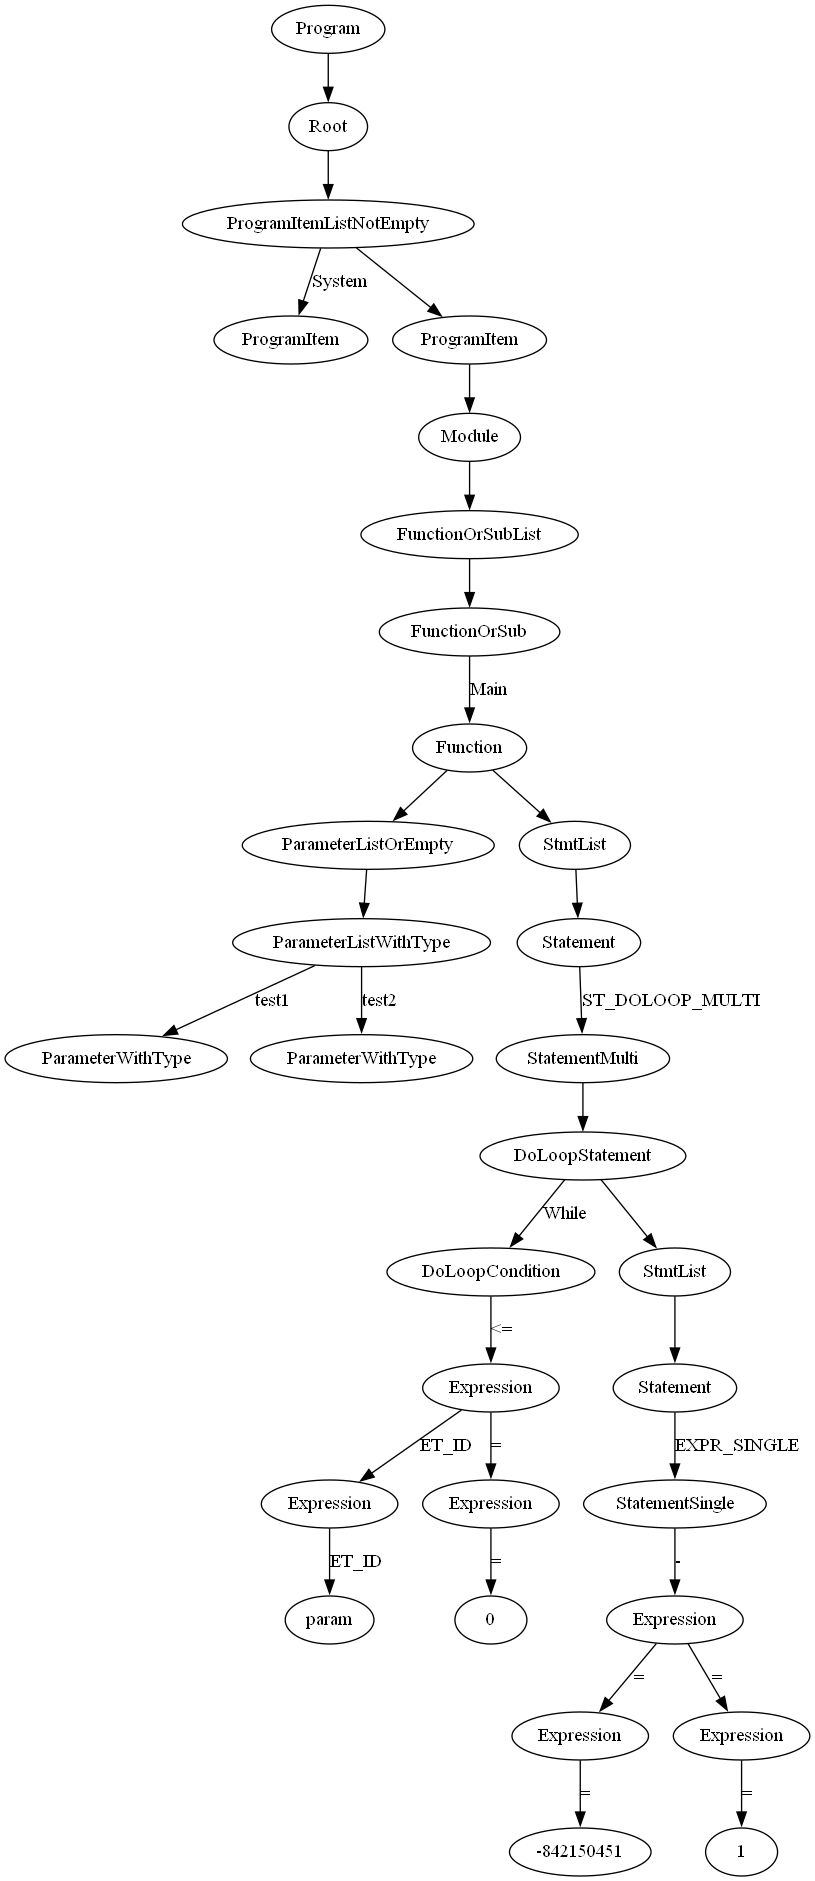 Program
Root
ProgramItemListNotEmpty
System
ProgramItem
ProgramItem
Module
FunctionOrSubList
FunctionOrSub
Main
Function
ParameterListOrEmpty
StmtList
ParameterListWithType
Statement
test1
test2
ST_DOLOOP_MULTI
ParameterWithType
ParameterWithType
StatementMulti
DoLoopStatement
While
DoLoopCondition
StmtList
<=
Expression
Statement
ET_ID
=
EXPR_SINGLE
Expression
Expression
StatementSingle
ET_ID
=
-
param
0
Expression
=
=
Expression
Expression
=
=
-842150451
1